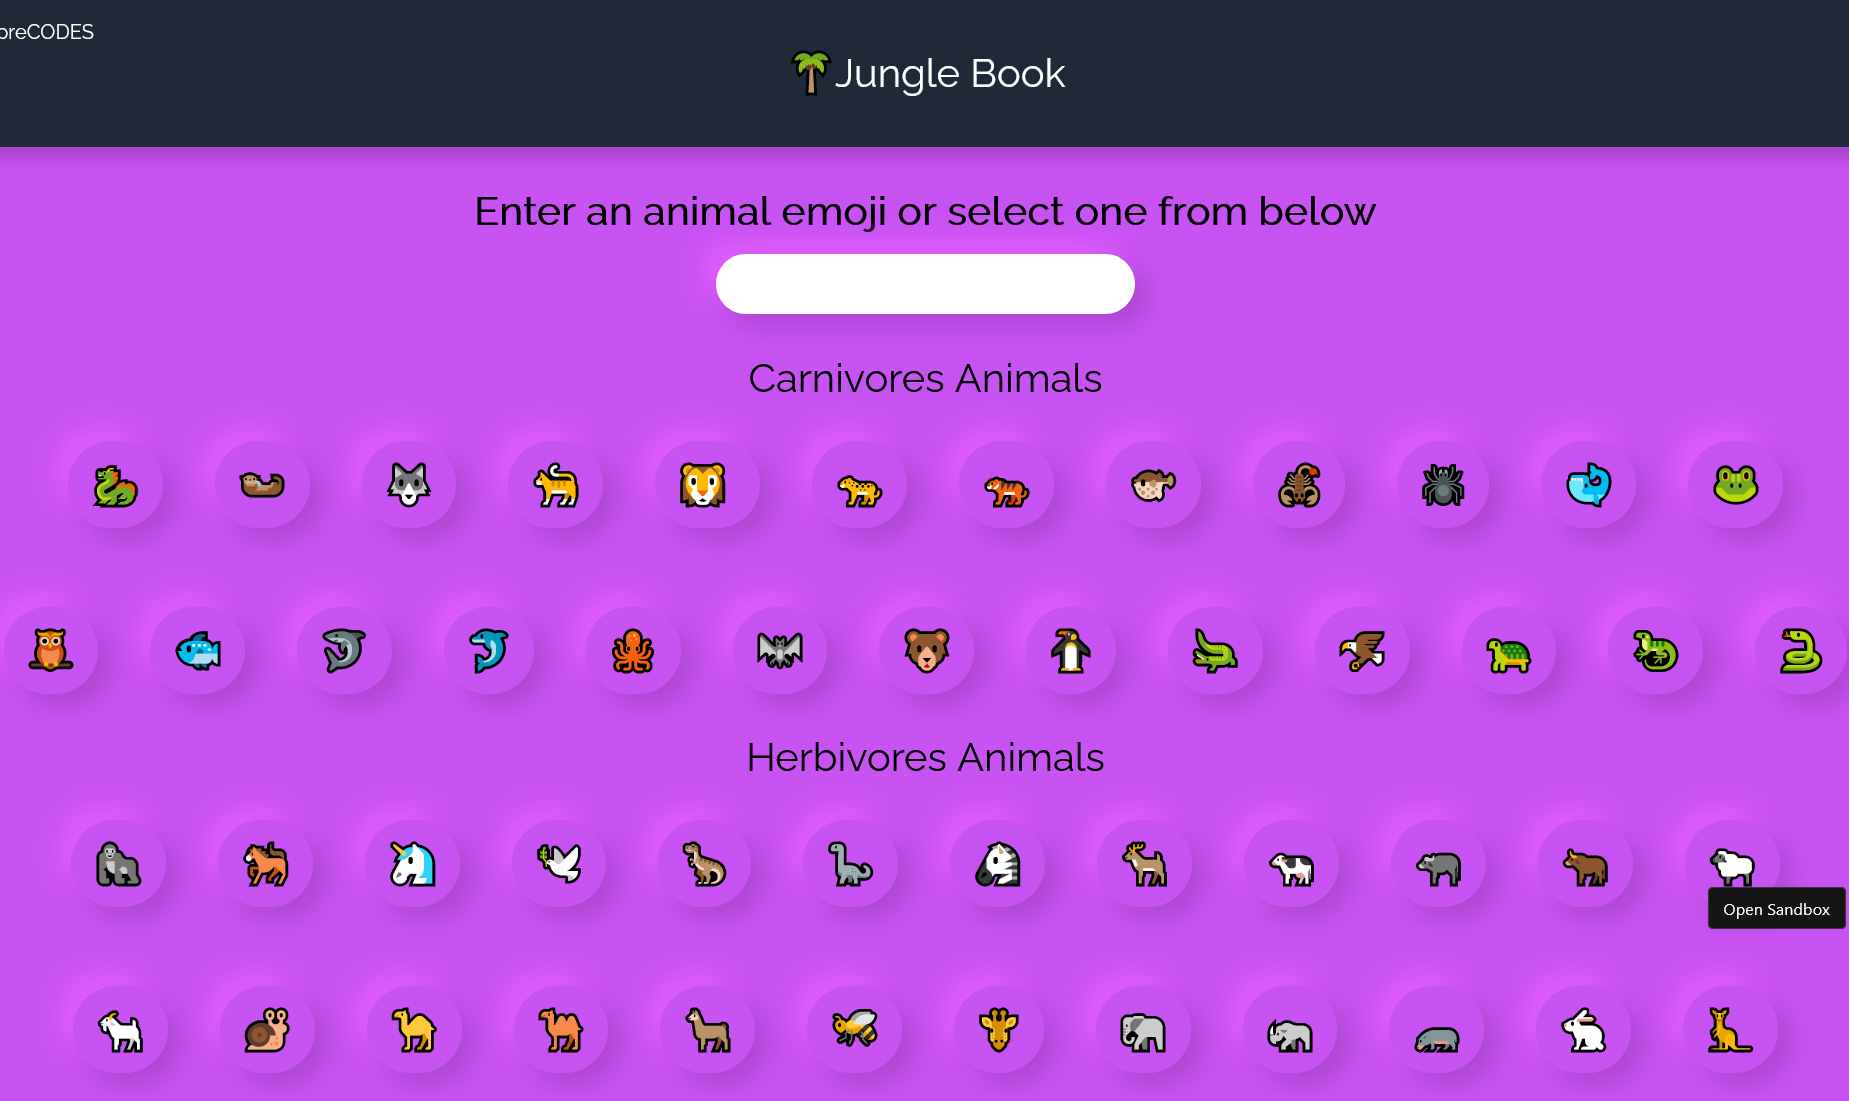 oreCODES
Jungle Book
Enter an animal emoji or select one from below
Carnivores Animals
Herbivores Animals
Open Sandbox